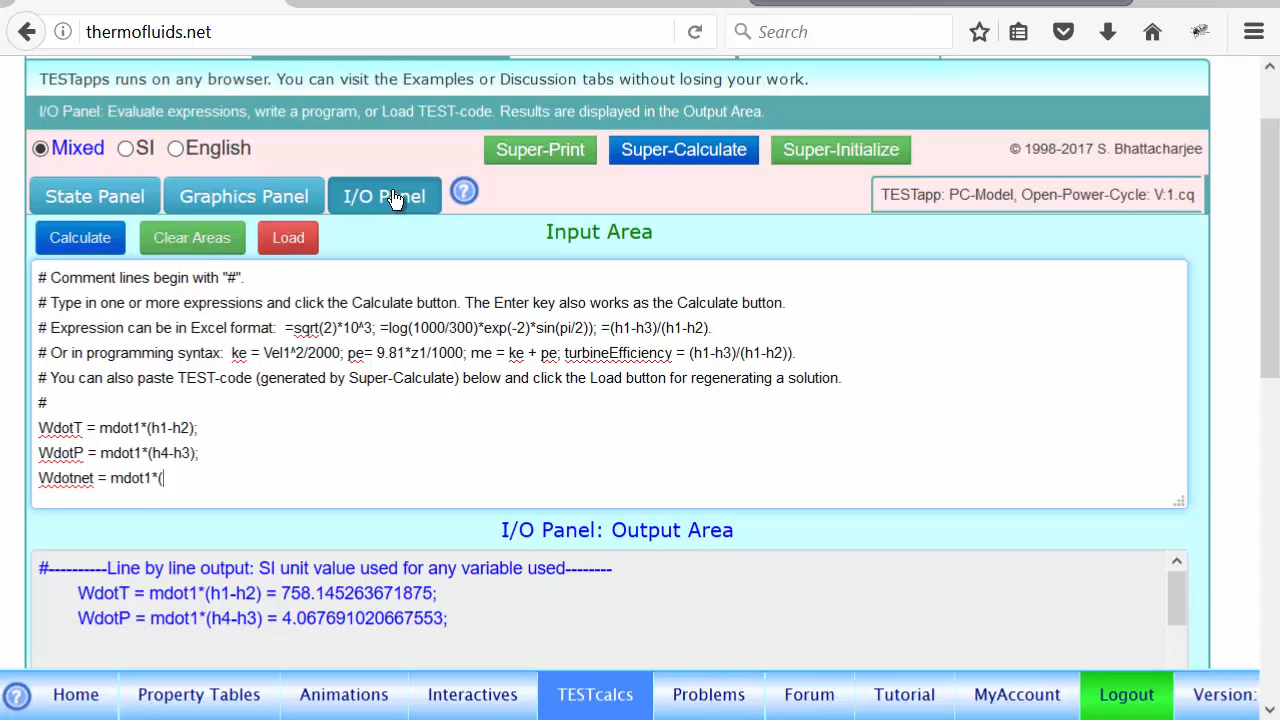 thermofluids.net
Search
TESTapps runs on any browser. You can visit the Examples or Discussion tabs without losing your work.
I/O Panel: Evaluate expressions, write a program, or Load TEST-code. Results are displayed in the Output Area.
Mixed SI English Super-Print Super-Calculate Super-Initialize © 1998-2017 S. Bhattacharjee
State Panel Graphics Panel I/O Panel ? TESTapp: PC-Model, Open-Power-Cycle: V:1.cq
Calculate Clear Areas Load Input Area
# Comment lines begin with "#".
# Type in one or more expressions and click the Calculate button. The Enter key also works as the Calculate button.
# Expression can be in Excel format: =sqrt(2)*10^3; =log(1000/300)*exp(-2)*sin(pi/2)); =(h1-h3)/(h1-h2).
# Or in programming syntax: ke = Vel1^2/2000; pe= 9.81*z1/1000; me = ke + pe; turbineEfficiency = (h1-h3)/(h1-h2)).
# You can also paste TEST-code (generated by Super-Calculate) below and click the Load button for regenerating a solution.
#
WdotT = mdot1*(h1-h2);
WdotP = mdot1*(h4-h3);
Wdotnet = mdot1*(
I/O Panel: Output Area
#----------Line by line output: SI unit value used for any variable used--------
WdotT = mdot1*(h1-h2) = 758.145263671875;
WdotP = mdot1*(h4-h3) = 4.067691020667553;
? Home Property Tables Animations Interactives TESTcalcs Problems Forum Tutorial MyAccount Logout Version: